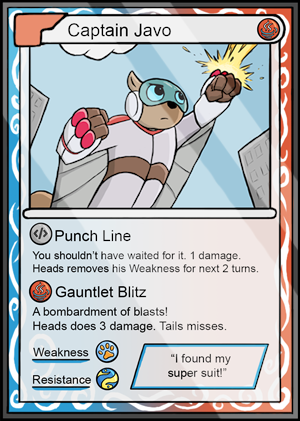 Captain Javo
</> Punch Line
You shouldn't have waited for it. 1 damage.
Heads removes his Weakness for next 2 turns.
Gauntlet Blitz
A bombardment of blasts!
Heads does 3 damage. Tails misses.
Weakness
Resistance
"I found my
super suit!"